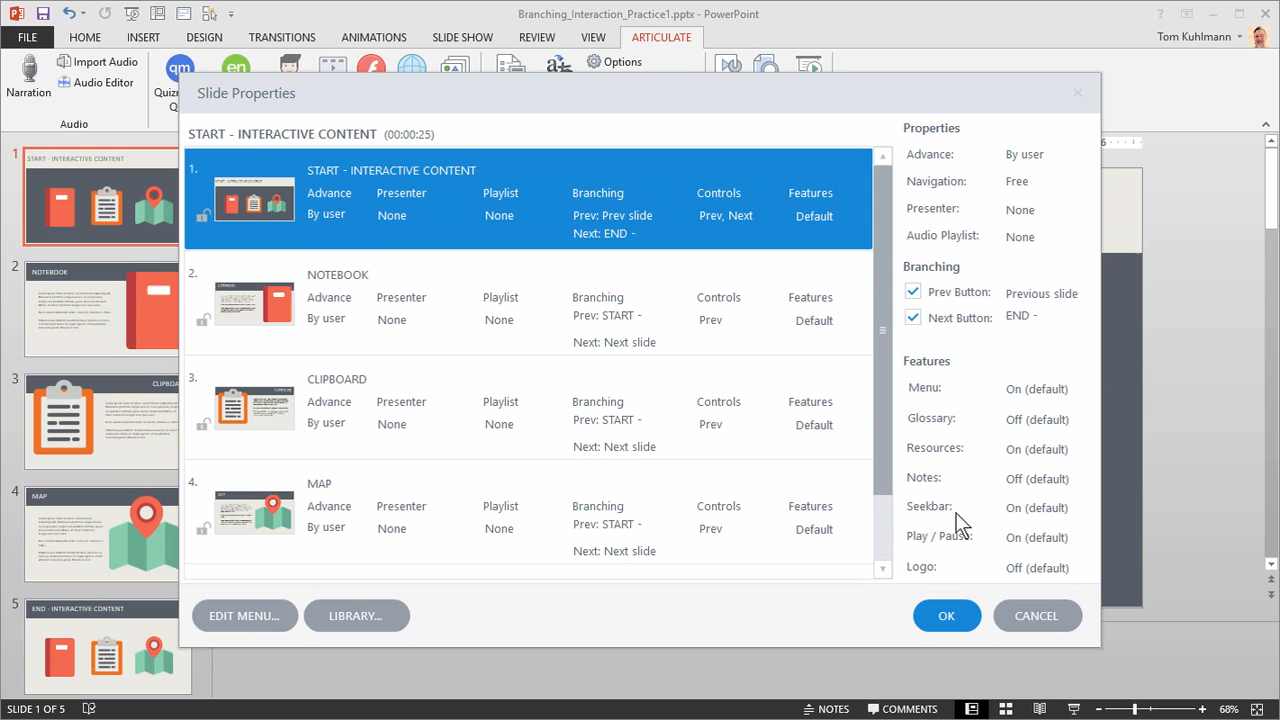 Branching_Interaction_Practice1.pptx - PowerPoint
FILE HOME INSERT DESIGN TRANSITIONS ANIMATIONS SLIDE SHOW REVIEW VIEW ARTICULATE Tom Kuhlmann
Narration
Import Audio
Audio Editor
Audio
qm
en
Options
Slide Properties
START - INTERACTIVE CONTENT (00:00:25)
1. START - INTERACTIVE CONTENT
Advance Presenter Playlist Branching Controls Features
By user None None Prev: Prev slide Prev, Next Default
Next: END -
2. NOTEBOOK
Advance Presenter Playlist Branching Controls Features
By user None None Prev: START - Prev Default
Next: Next slide
3. CLIPBOARD
Advance Presenter Playlist Branching Controls Features
By user None None Prev: START - Prev Default
Next: Next slide
4. MAP
Advance Presenter Playlist Branching Controls Features
By user None None Prev: START - Prev Default
Next: Next slide
Properties
Advance: By user
Navigation: Free
Presenter: None
Audio Playlist: None
Branching
Prev Button: Previous slide
Next Button: END -
Features
Menu: On (default)
Glossary: Off (default)
Resources: On (default)
Notes: Off (default)
Seekbar: On (default)
Play / Pause: On (default)
Logo: Off (default)
EDIT MENU... LIBRARY... OK CANCEL
1
START - INTERACTIVE CONTENT
2
NOTEBOOK
3
4
MAP
5
END - INTERACTIVE CONTENT
SLIDE 1 OF 5 NOTES COMMENTS 68%